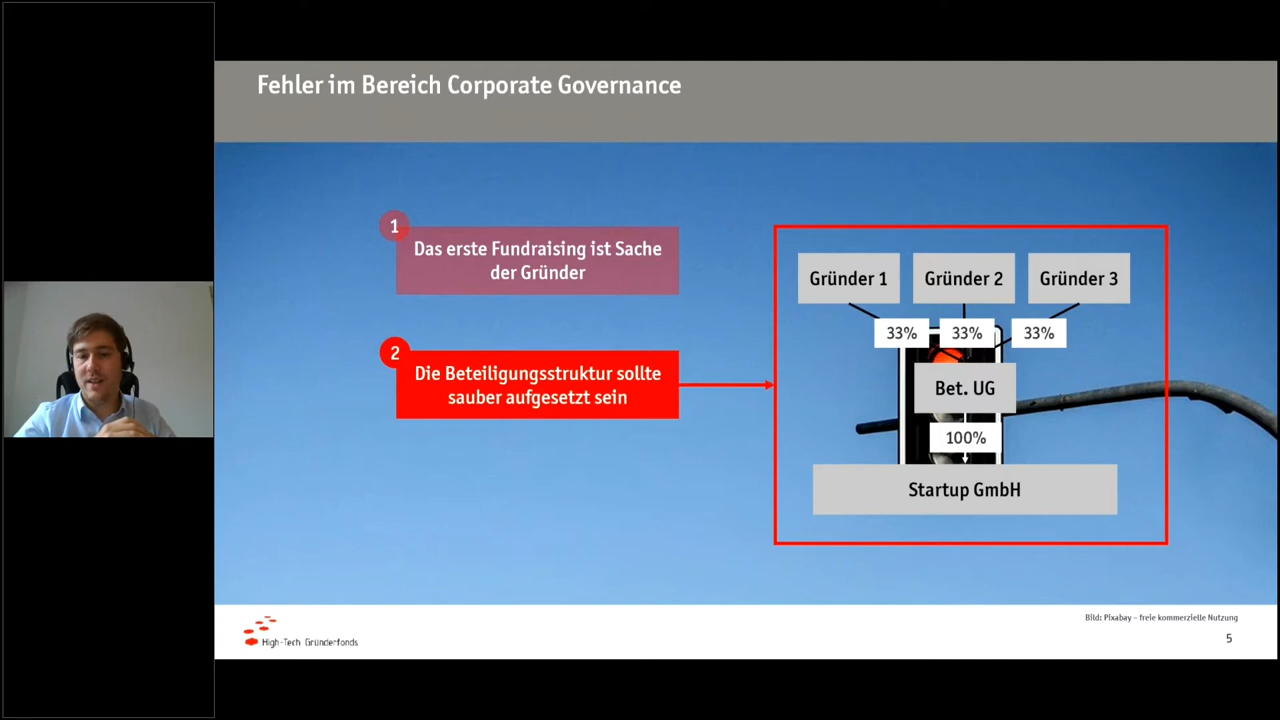 Fehler im Bereich Corporate Governance
1
Das erste Fundraising ist Sache
der Gründer
2
Die Beteiligungsstruktur sollte
sauber aufgesetzt sein
Gründer 1
Gründer 2
Gründer 3
33%
33%
33%
Bet. UG
100%
Startup GmbH
High-Tech Gründerfonds
Bild: Pixabay – freie kommerzielle Nutzung
5